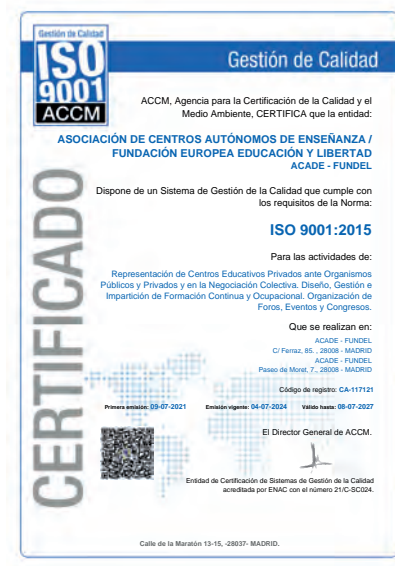 Gestión de Calidad
ISO
9001
ACCM
Gestión de Calidad
ACCM, Agencia para la Certificación de la Calidad y el
Medio Ambiente, CERTIFICA que la entidad:
ASOCIACIÓN DE CENTROS AUTÓNOMOS DE ENSEÑANZA /
FUNDACIÓN EUROPEA EDUCACIÓN Y LIBERTAD
ACADE - FUNDEL
Dispone de un Sistema de Gestión de la Calidad que cumple con
los requisitos de la Norma:
ISO 9001:2015
Para las actividades de:
Representación de Centros Educativos Privados ante Organismos
Públicos y Privados y en la Negociación Colectiva. Diseño, Gestión e
Impartición de Formación Continua y Ocupacional. Organización de
Foros, Eventos y Congresos.
Que se realizan en:
ACADE - FUNDEL
C/ Ferraz, 85. , 28008 - MADRID
ACADE - FUNDEL
Paseo de Moret, 7., 28008 - MADRID
Código de registro: CA-117121
Primera emisión: 09-07-2021 Emisión vigente: 04-07-2024 Válido hasta: 08-07-2027
El Director General de ACCM.
Entidad de Certificación de Sistemas de Gestión de la Calidad
acreditada por ENAC con el número 21/C-SC024.
CERTIFICADO
Calle de la Maratón 13-15, -28037- MADRID.